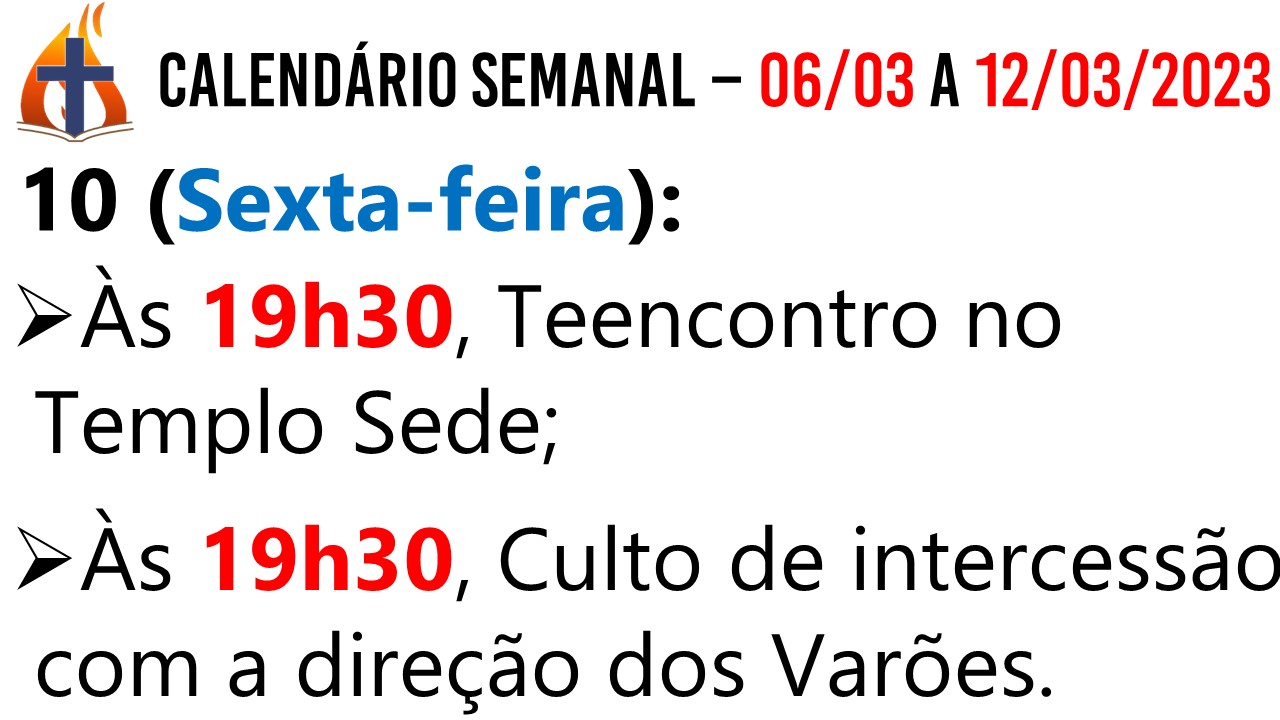 CALENDÁRIO SEMANAL – 06/03 A 12/03/2023
10 (Sexta-feira):
➢Às 19h30, Teencontro no
Templo Sede;
➢Às 19h30, Culto de intercessão
com a direção dos Varões.